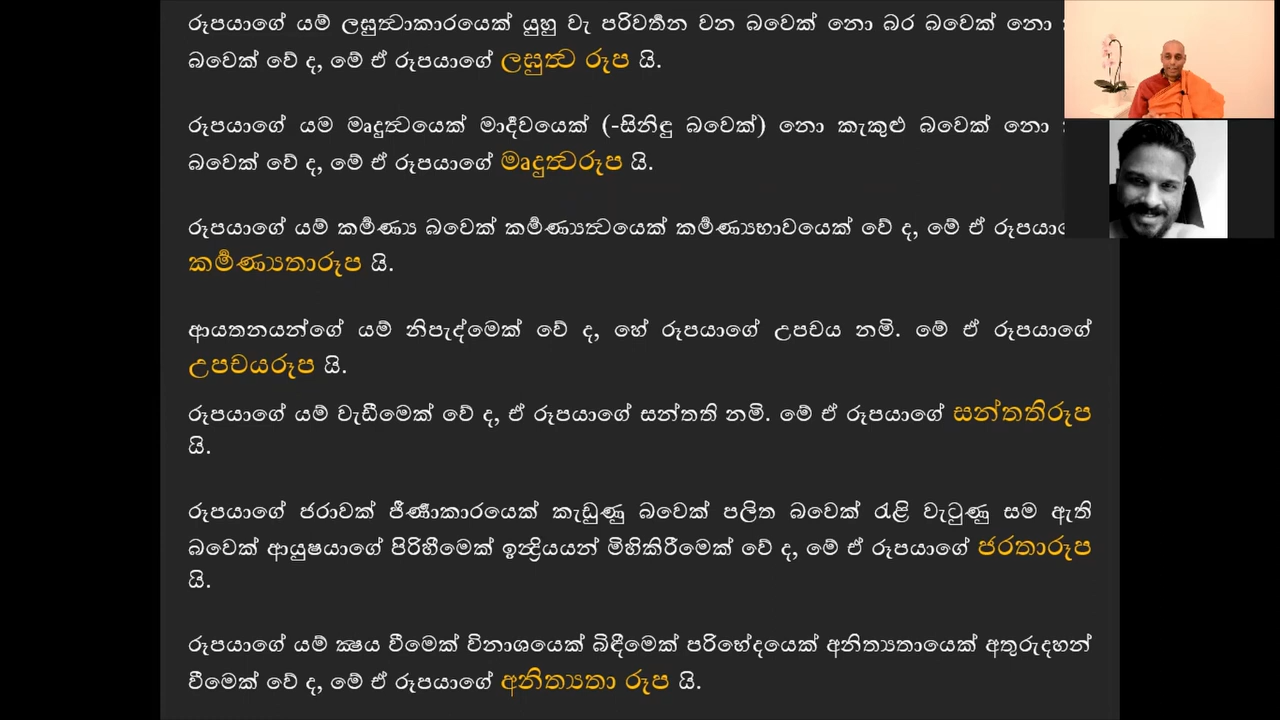 රූපයාගේ යම් ලඝුත්‍වාකාරයෙක් යුහු වැ පරිවර්‍තන වන බවෙක් නො බර බවෙක් නො
බවෙක් වේ ද, මේ ඒ රූපයාගේ ලඝුත්‍ව රූප යි.
රූපයාගේ යම මෘදුත්‍වයෙක් මාර්‍දවයෙක් (-සිනිඳු බවෙක්) නො කැකුළු බවෙක් නො
බවෙක් වේ ද, මේ ඒ රූපයාගේ මෘදුත්‍වරූප යි.
රූපයාගේ යම් කර්‍මණ්‍ය බවෙක් කර්‍මණ්‍යත්‍වයෙක් කර්‍මණ්‍යභාවයෙක් වේ ද, මේ ඒ
කර්‍මණ්‍යතාරූප යි.
ආයතනයන්ගේ යම් නිපැද්මෙක් වේ ද, හේ රූපයාගේ උපචය නමි. මේ ඒ රූපයාගේ
උපචයරූප යි.
රූපයාගේ යම් වැඩීමෙක් වේ ද, ඒ රූපයාගේ සන්තති නමි. මේ ඒ රූපයාගේ සන්තතිරූප
යි.
රූපයාගේ ජරාවක් ජීර්‍ණාකාරයෙක් කැඩුණු බවෙක් පලිත බවෙක් රැළි වැටුණු සම ඇති
බවෙක් ආයුෂයාගේ පිරිහීමෙක් ඉන්‍ද්‍රියයන් මිහිකිරීමෙක් වේ ද, මේ ඒ රූපයාගේ ජරතාරූප
යි.
රූපයාගේ යම් ක්‍ෂය වීමෙක් විනාශයෙක් බිඳීමෙක් පරිභේදයෙක් අනිත්‍යතායෙක් අතුරුදහන්
වීමෙක් වේ ද, මේ ඒ රූපයාගේ අනිත්‍යතා රූප යි.